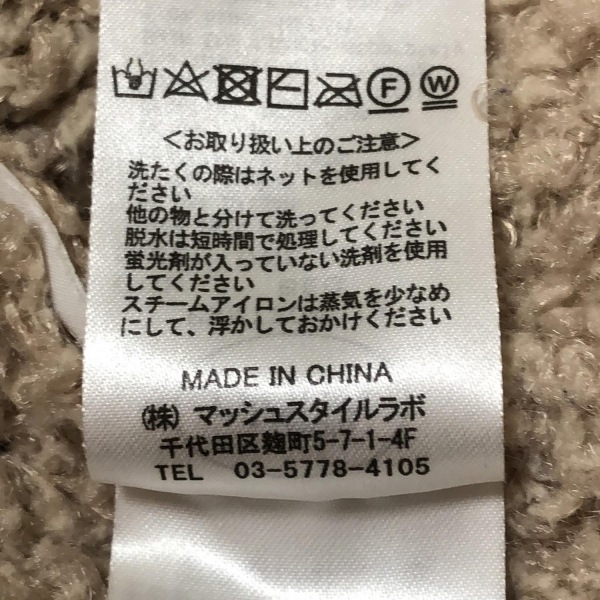 F W
<お取り扱い上のご注意>
洗たくの際はネットを使用してく
ださい
他の物と分けて洗ってください
脱水は短時間で処理してください
蛍光剤が入っていない洗剤を使用
してください
スチームアイロンは蒸気を少なめ
にして、浮かしておかけください
MADE IN CHINA
(株) マッシュスタイルラボ
千代田区麹町5-7-1-4F
TEL 03-5778-4105